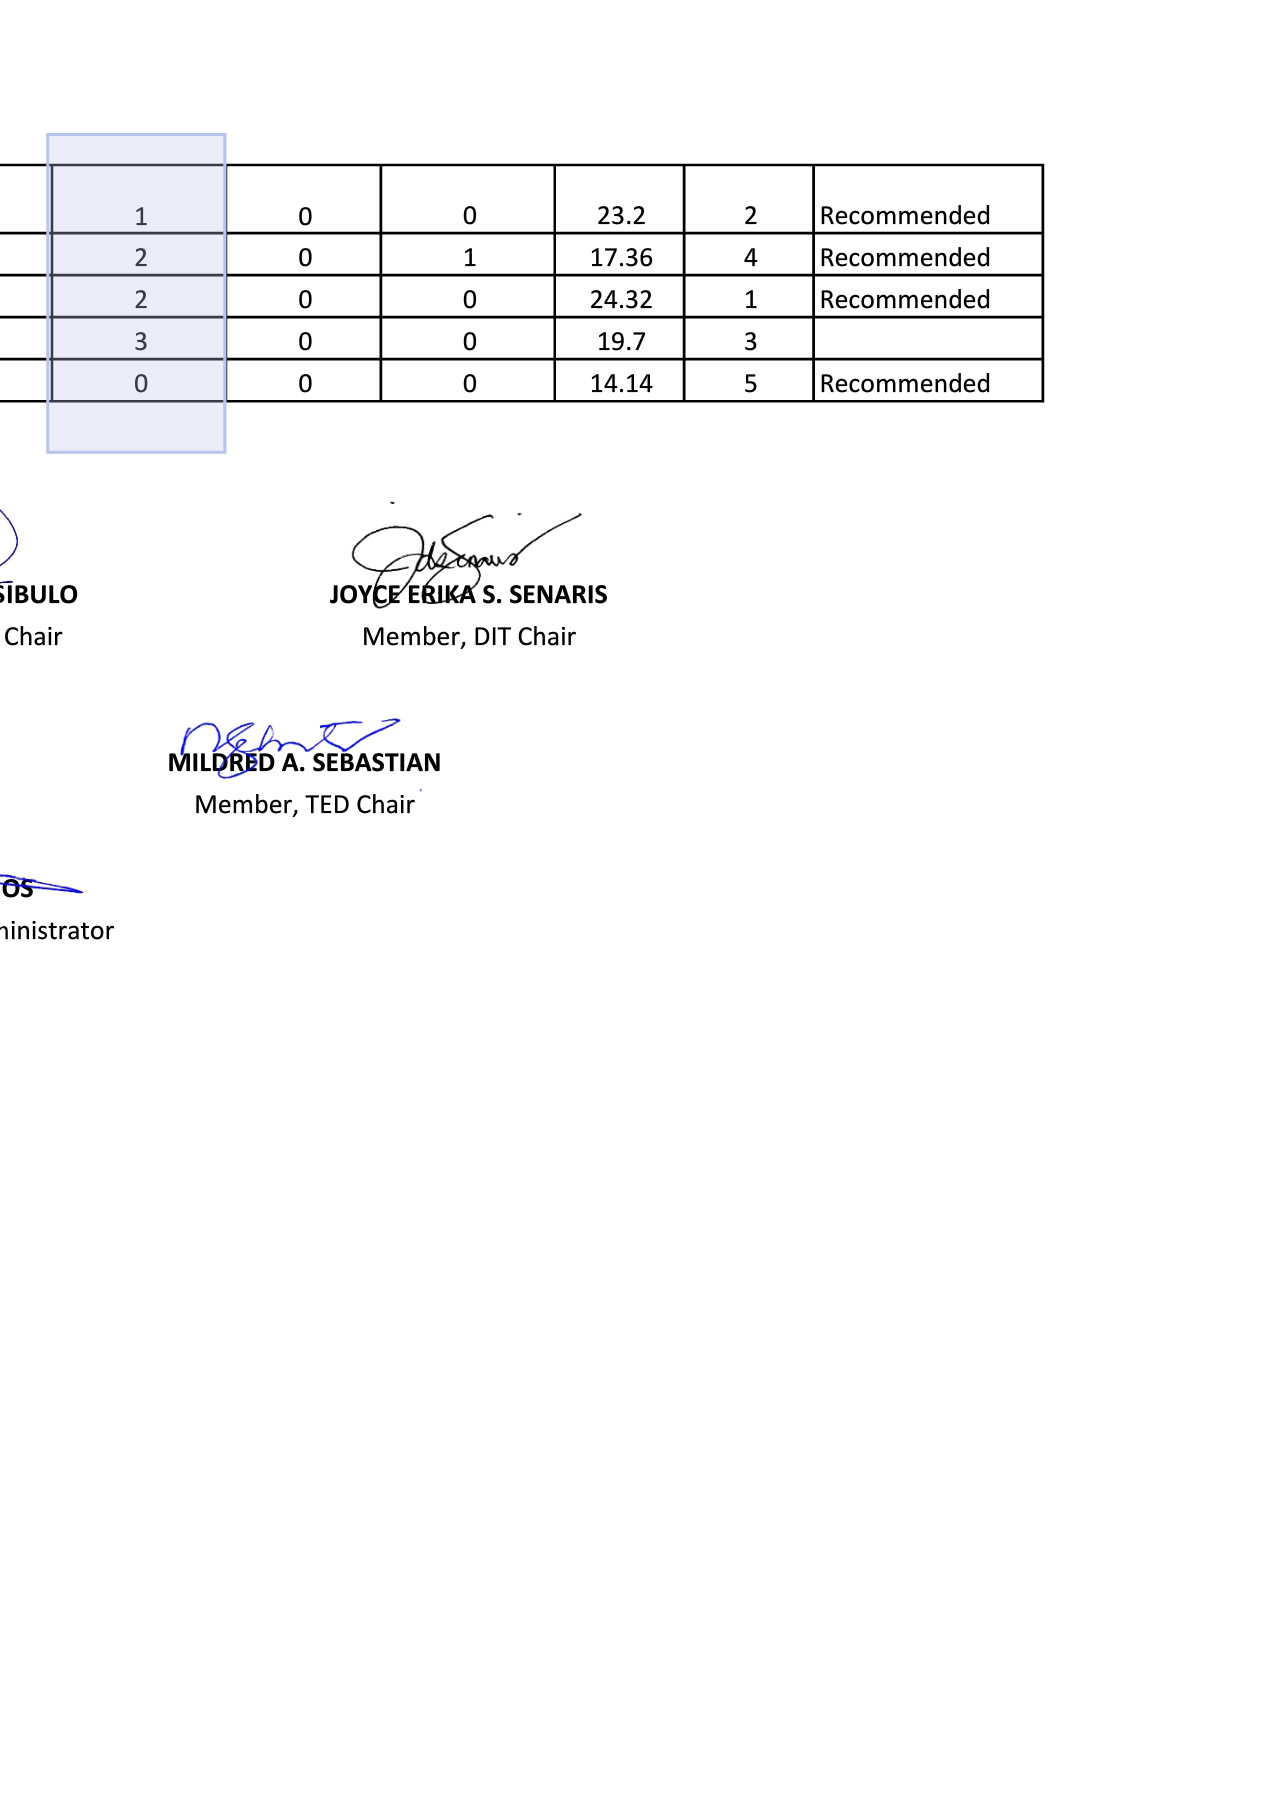 1 0 0 23.2 2 Recommended
2 0 1 17.36 4 Recommended
2 0 0 24.32 1 Recommended
3 0 0 19.7 3
0 0 0 14.14 5 Recommended
SIBULO JOYCE ERIKA S. SENARIS
Chair Member, DIT Chair
MILDRED A. SEBASTIAN
Member, TED Chair
OS
ministrator